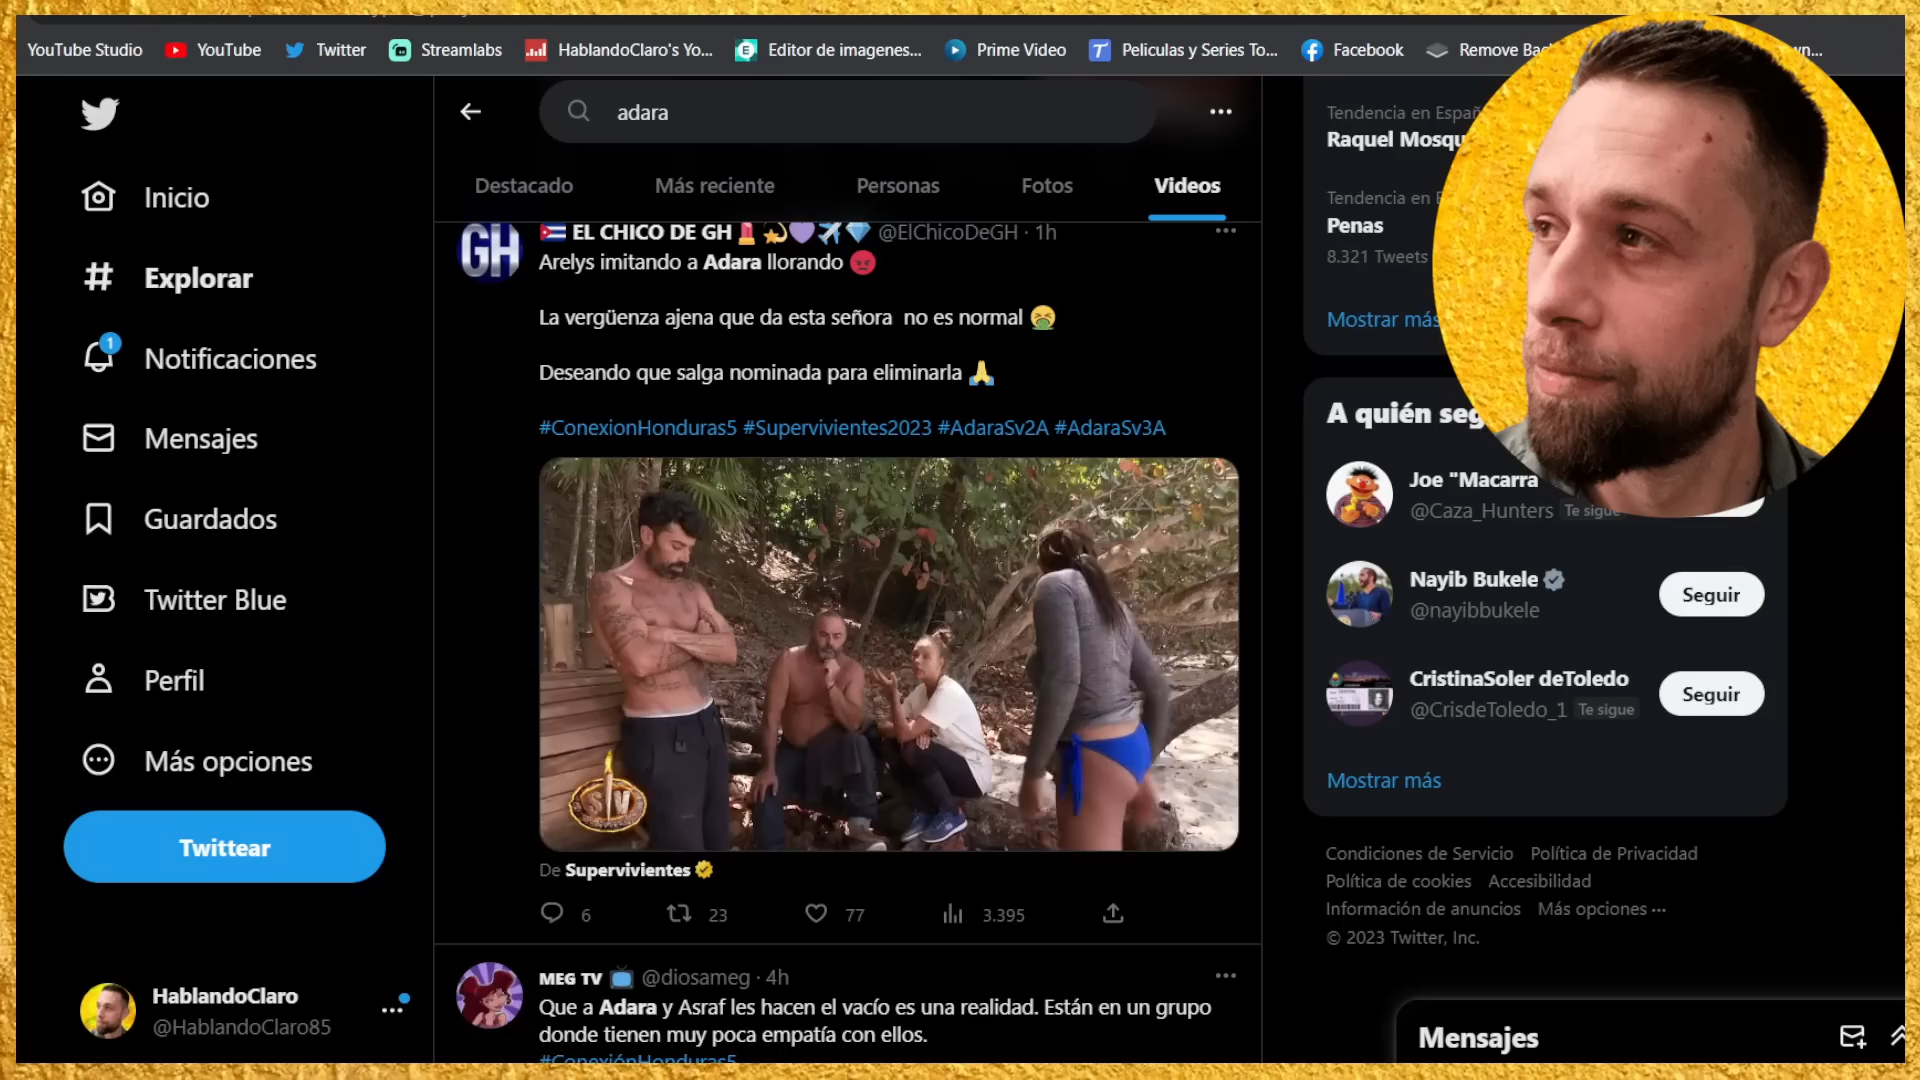 YouTube Studio YouTube Twitter Streamlabs HablandoClaro's Yo... Editor de imagenes... Prime Video Peliculas y Series To... Facebook Remove
adara
Destacado Más reciente Personas Fotos Videos
Inicio
Explorar
1
Notificaciones
Mensajes
Guardados
Twitter Blue
Perfil
Más opciones
Twittear
HablandoClaro
@HablandoClaro85
GH
EL CHICO DE GH @ElChicoDeGH · 1h
Arelys imitando a Adara llorando
La vergüenza ajena que da esta señora no es normal
Deseando que salga nominada para eliminarla
#ConexionHonduras5 #Supervivientes2023 #AdaraSv2A #AdaraSv3A
SV
De Supervivientes
6 23 77 3.395
MEG TV @diosameg · 4h
Que a Adara y Asraf les hacen el vacío es una realidad. Están en un grupo
donde tienen muy poca empatía con ellos.
#ConexiónHonduras5
Tendencia en Españ
Raquel Mosqu
Tendencia en E
Penas
8.321 Tweets
Mostrar más
A quién seg
Joe "Macarra
@Caza_Hunters Te sigue
Nayib Bukele
@nayibbukele
Seguir
CristinaSoler deToledo
@CrisdeToledo_1 Te sigue
Seguir
Mostrar más
Condiciones de Servicio Política de Privacidad
Política de cookies Accesibilidad
Información de anuncios Más opciones ...
© 2023 Twitter, Inc.
Mensajes